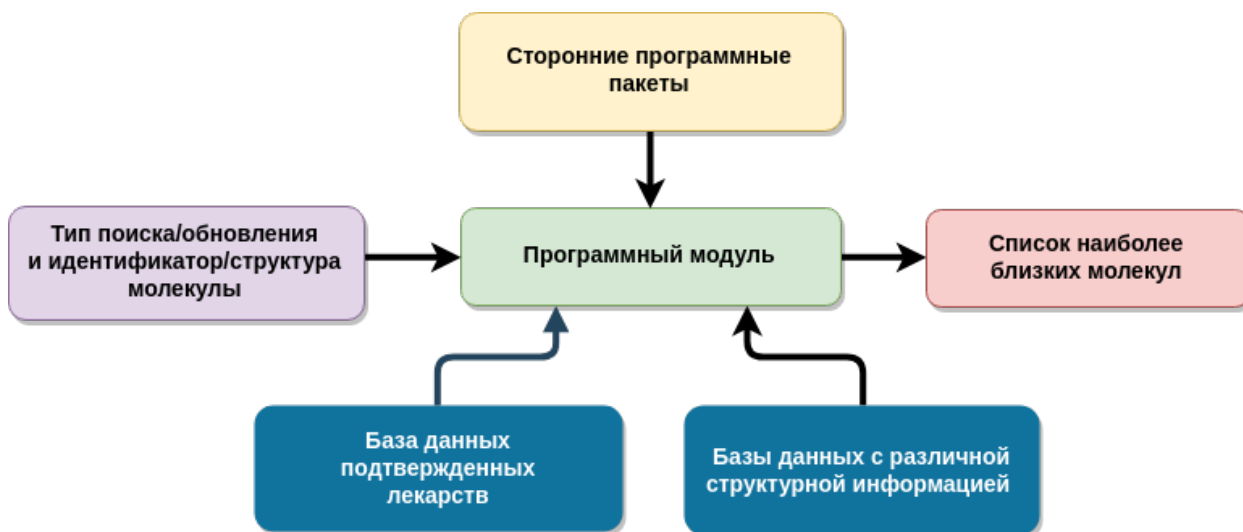 Сторонние программные
пакеты
Тип поиска/обновления
и идентификатор/структура
молекулы
Программный модуль
Список наиболее
близких молекул
База данных
подтвержденных
лекарств
Базы данных с различной
структурной информацией